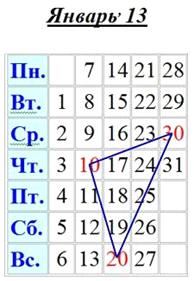 Январь 13
Пн. 7 14 21 28
Вт. 1 8 15 22 29
Ср. 2 9 16 23 30
Чт. 3 10 17 24 31
Пт. 4 11 18 25
Сб. 5 12 19 26
Вс. 6 13 20 27